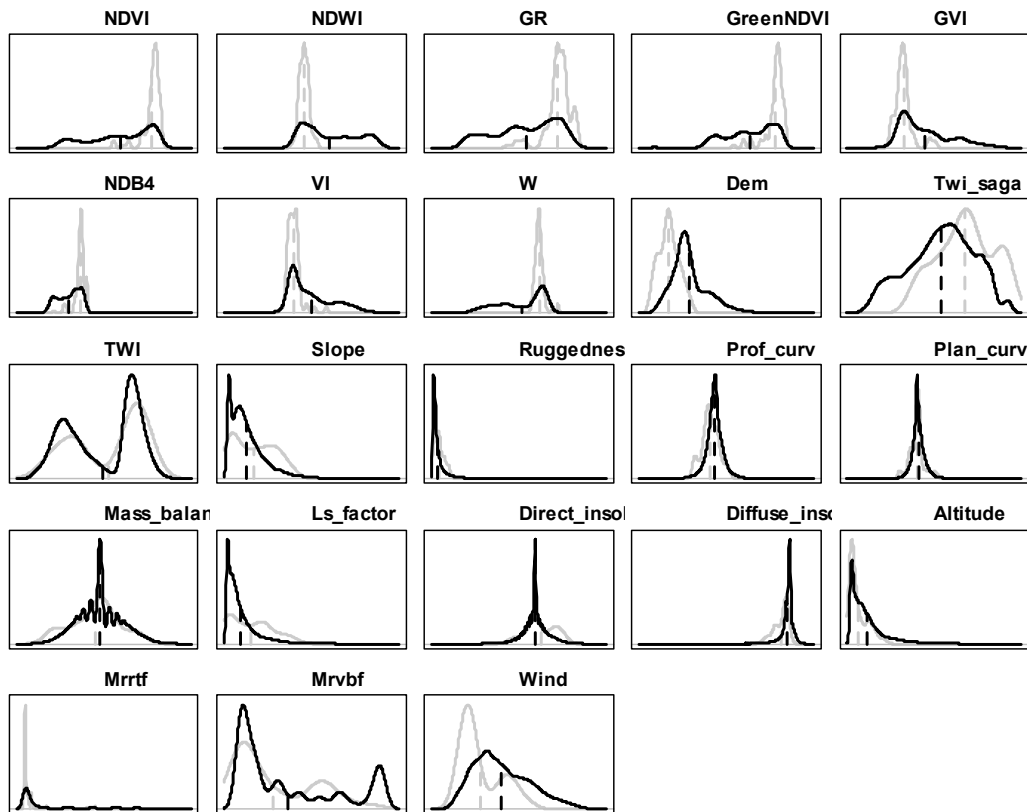 NDVI NDWI GR GreenNDVI GVI
NDB4 VI W Dem Twi_saga
TWI Slope Ruggednes Prof_curv Plan_curv
Mass_balan Ls_factor Direct_insol Diffuse_inso Altitude
Mrrtf Mrvbf Wind